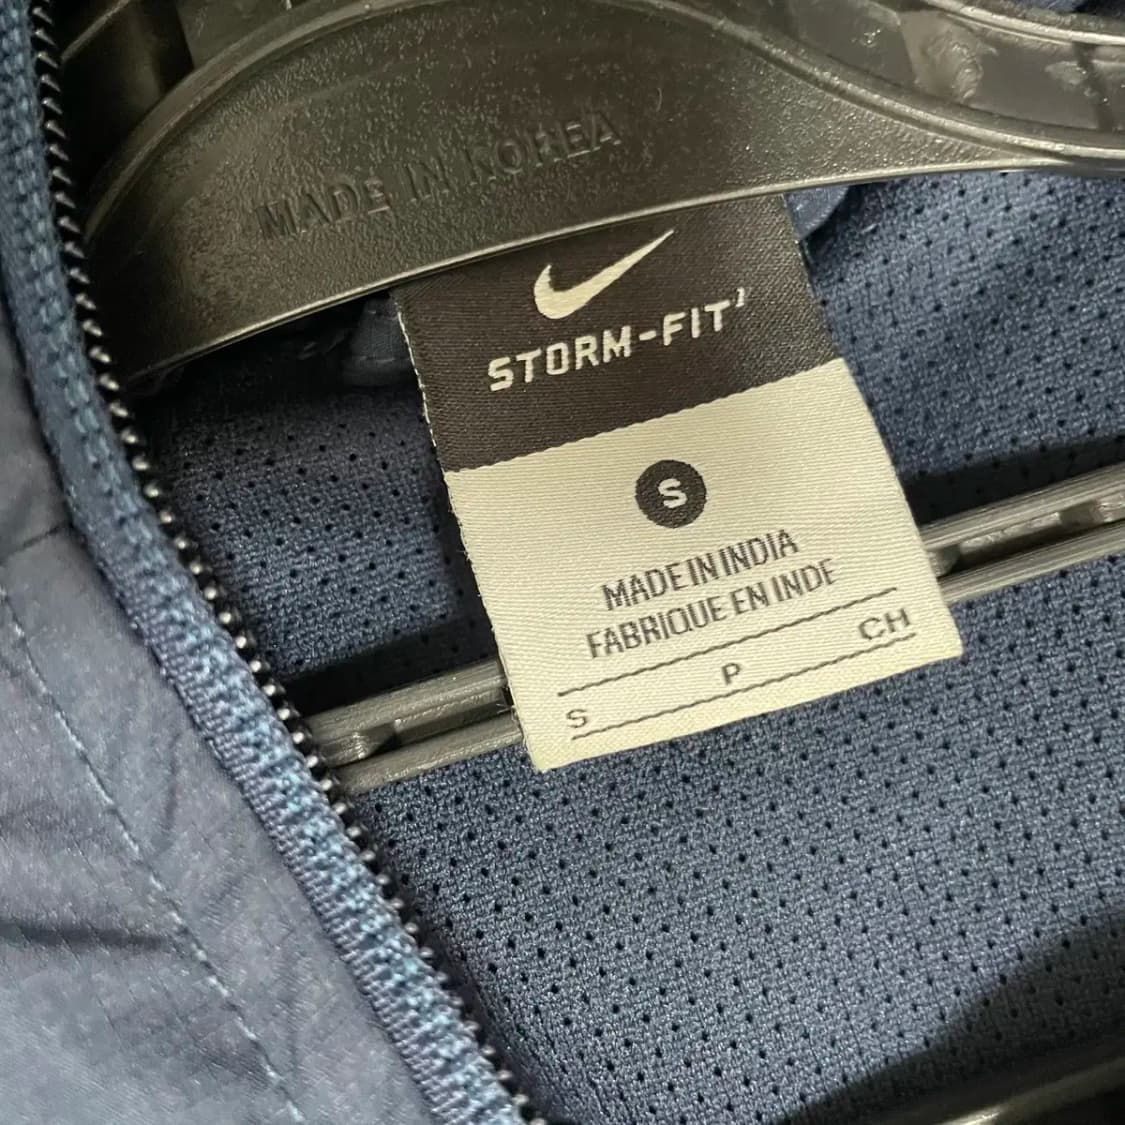 MADE IN KOREA
STORM-FIT
S
MADE IN INDIA
FABRIQUE EN INDE
S P CH